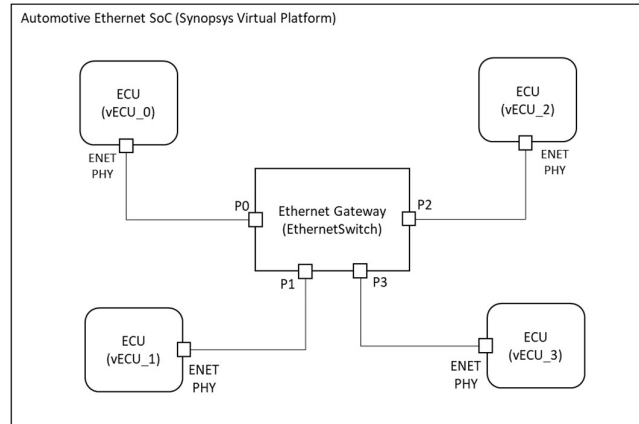 Automotive Ethernet SoC (Synopsys Virtual Platform)
ECU
(vECU_0)
ENET
PHY
ECU
(vECU_2)
ENET
PHY
P0
Ethernet Gateway
(EthernetSwitch)
P2
P1
P3
ECU
(vECU_1)
ENET
PHY
ECU
(vECU_3)
ENET
PHY